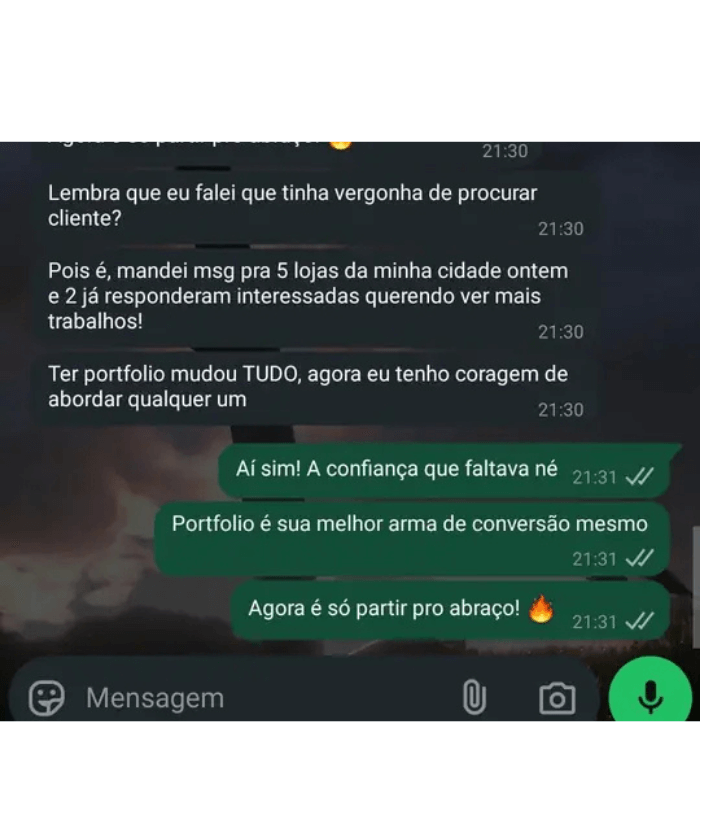 21:30
Lembra que eu falei que tinha vergonha de procurar
cliente?
21:30
Pois é, mandei msg pra 5 lojas da minha cidade ontem
e 2 já responderam interessadas querendo ver mais
trabalhos!
21:30
Ter portfolio mudou TUDO, agora eu tenho coragem de
abordar qualquer um
21:30
Aí sim! A confiança que faltava né 21:31
Portfolio é sua melhor arma de conversão mesmo
21:31
Agora é só partir pro abraço! 🔥 21:31
Mensagem